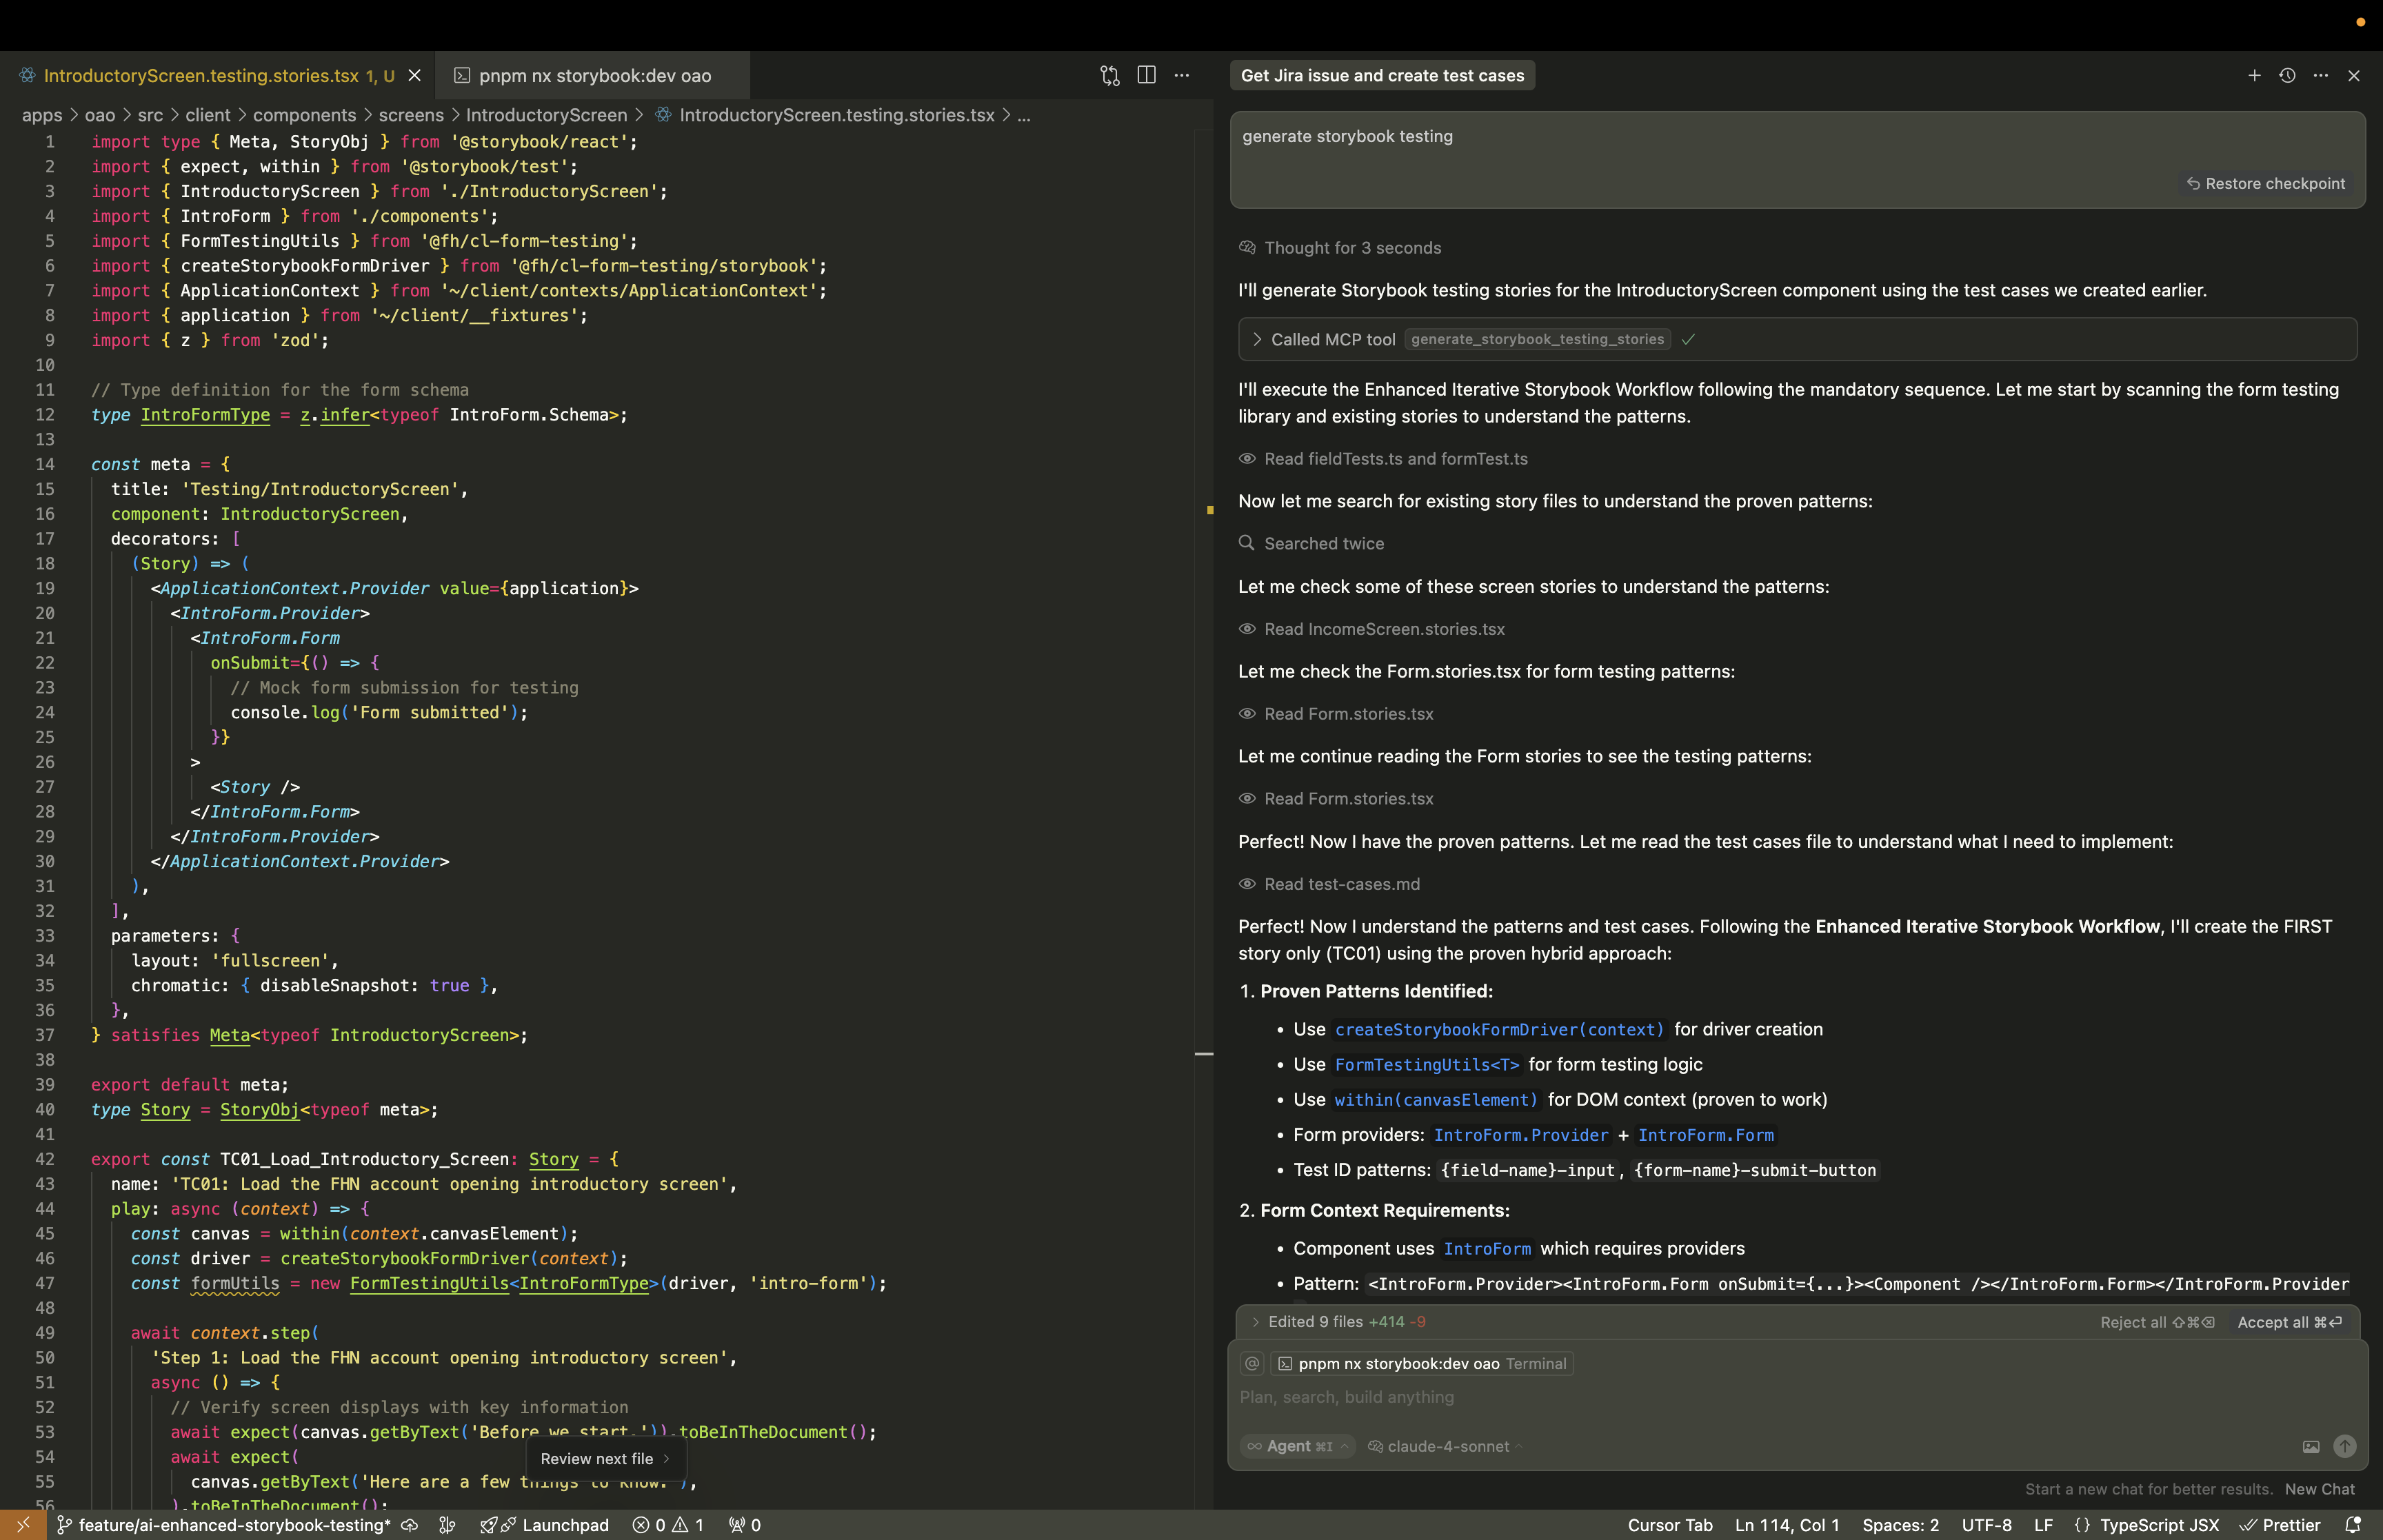 IntroductoryScreen.testing.stories.tsx 1, U
pnpm nx storybook:dev oao
apps > oao > src > client > components > screens > IntroductoryScreen > IntroductoryScreen.testing.stories.tsx > ...
1 import type { Meta, StoryObj } from '@storybook/react';
2 import { expect, within } from '@storybook/test';
3 import { IntroductoryScreen } from './IntroductoryScreen';
4 import { IntroForm } from './components';
5 import { FormTestingUtils } from '@fh/cl-form-testing';
6 import { createStorybookFormDriver } from '@fh/cl-form-testing/storybook';
7 import { ApplicationContext } from '~/client/contexts/ApplicationContext';
8 import { application } from '~/client/__fixtures';
9 import { z } from 'zod';
10
11 // Type definition for the form schema
12 type IntroFormType = z.infer<typeof IntroForm.Schema>;
13
14 const meta = {
15 title: 'Testing/IntroductoryScreen',
16 component: IntroductoryScreen,
17 decorators: [
18 (Story) => (
19 <ApplicationContext.Provider value={application}>
20 <IntroForm.Provider>
21 <IntroForm.Form
22 onSubmit={() => {
23 // Mock form submission for testing
24 console.log('Form submitted');
25 }}
26 >
27 <Story />
28 </IntroForm.Form>
29 </IntroForm.Provider>
30 </ApplicationContext.Provider>
31 ),
32 ],
33 parameters: {
34 layout: 'fullscreen',
35 chromatic: { disableSnapshot: true },
36 },
37 } satisfies Meta<typeof IntroductoryScreen>;
38
39 export default meta;
40 type Story = StoryObj<typeof meta>;
41
42 export const TC01_Load_Introductory_Screen: Story = {
43 name: 'TC01: Load the FHN account opening introductory screen',
44 play: async (context) => {
45 const canvas = within(context.canvasElement);
46 const driver = createStorybookFormDriver(context);
47 const formUtils = new FormTestingUtils<IntroFormType>(driver, 'intro-form');
48
49 await context.step(
50 'Step 1: Load the FHN account opening introductory screen',
51 async () => {
52 // Verify screen displays with key information
53 await expect(canvas.getByText('Before we start,')).toBeInTheDocument();
54 await expect(
55 canvas.getByText('Here are a few things to know:'),
56 ).toBeInTheDocument();
Review next file >
Get Jira issue and create test cases
generate storybook testing
Restore checkpoint
Thought for 3 seconds
I'll generate Storybook testing stories for the IntroductoryScreen component using the test cases we created earlier.
> Called MCP tool generate_storybook_testing_stories
I'll execute the Enhanced Iterative Storybook Workflow following the mandatory sequence. Let me start by scanning the form testing
library and existing stories to understand the patterns.
Read fieldTests.ts and formTest.ts
Now let me search for existing story files to understand the proven patterns:
Searched twice
Let me check some of these screen stories to understand the patterns:
Read IncomeScreen.stories.tsx
Let me check the Form.stories.tsx for form testing patterns:
Read Form.stories.tsx
Let me continue reading the Form stories to see the testing patterns:
Read Form.stories.tsx
Perfect! Now I have the proven patterns. Let me read the test cases file to understand what I need to implement:
Read test-cases.md
Perfect! Now I understand the patterns and test cases. Following the Enhanced Iterative Storybook Workflow, I'll create the FIRST
story only (TC01) using the proven hybrid approach:
1. Proven Patterns Identified:
• Use createStorybookFormDriver(context) for driver creation
• Use FormTestingUtils<T> for form testing logic
• Use within(canvasElement) for DOM context (proven to work)
• Form providers: IntroForm.Provider + IntroForm.Form
• Test ID patterns: {field-name}-input, {form-name}-submit-button
2. Form Context Requirements:
• Component uses IntroForm which requires providers
• Pattern: <IntroForm.Provider><IntroForm.Form onSubmit={...}><Component /></IntroForm.Form></IntroForm.Provider
> Edited 9 files +414 -9
Reject all ⇧⌘⌫
Accept all ⌘⏎
@ pnpm nx storybook:dev oao Terminal
Plan, search, build anything
∞ Agent ⌘I
claude-4-sonnet
Start a new chat for better results. New Chat
feature/ai-enhanced-storybook-testing* Launchpad 0 1 0
Cursor Tab Ln 114, Col 1 Spaces: 2 UTF-8 LF {} TypeScript JSX Prettier